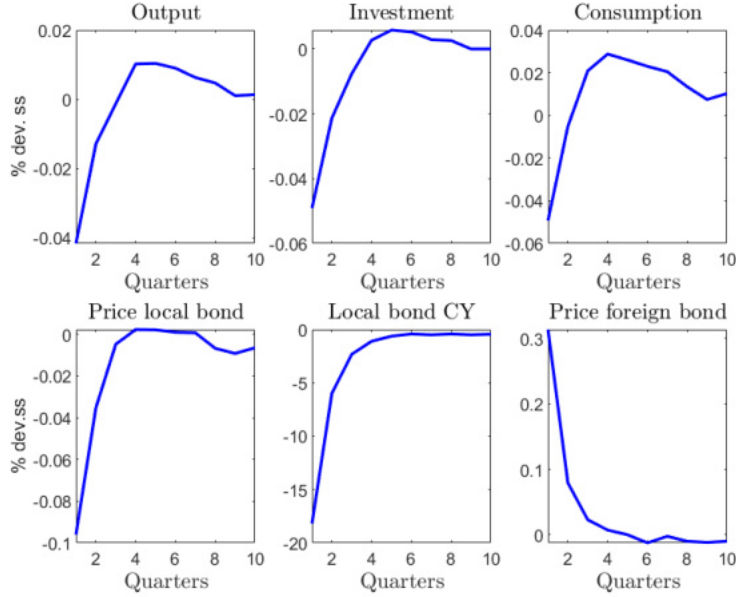 Output
Investment
Consumption
0.02
0
-0.02
-0.04
% dev. ss
2 4 6 8 10
Quarters
0
-0.02
-0.04
-0.06
2 4 6 8 10
Quarters
0.04
0.02
0
-0.02
-0.04
-0.06
2 4 6 8 10
Quarters
Price local bond
Local bond CY
Price foreign bond
0
-0.02
-0.04
-0.06
-0.08
-0.1
% dev.ss
2 4 6 8 10
Quarters
0
-5
-10
-15
-20
2 4 6 8 10
Quarters
0.3
0.2
0.1
0
2 4 6 8 10
Quarters